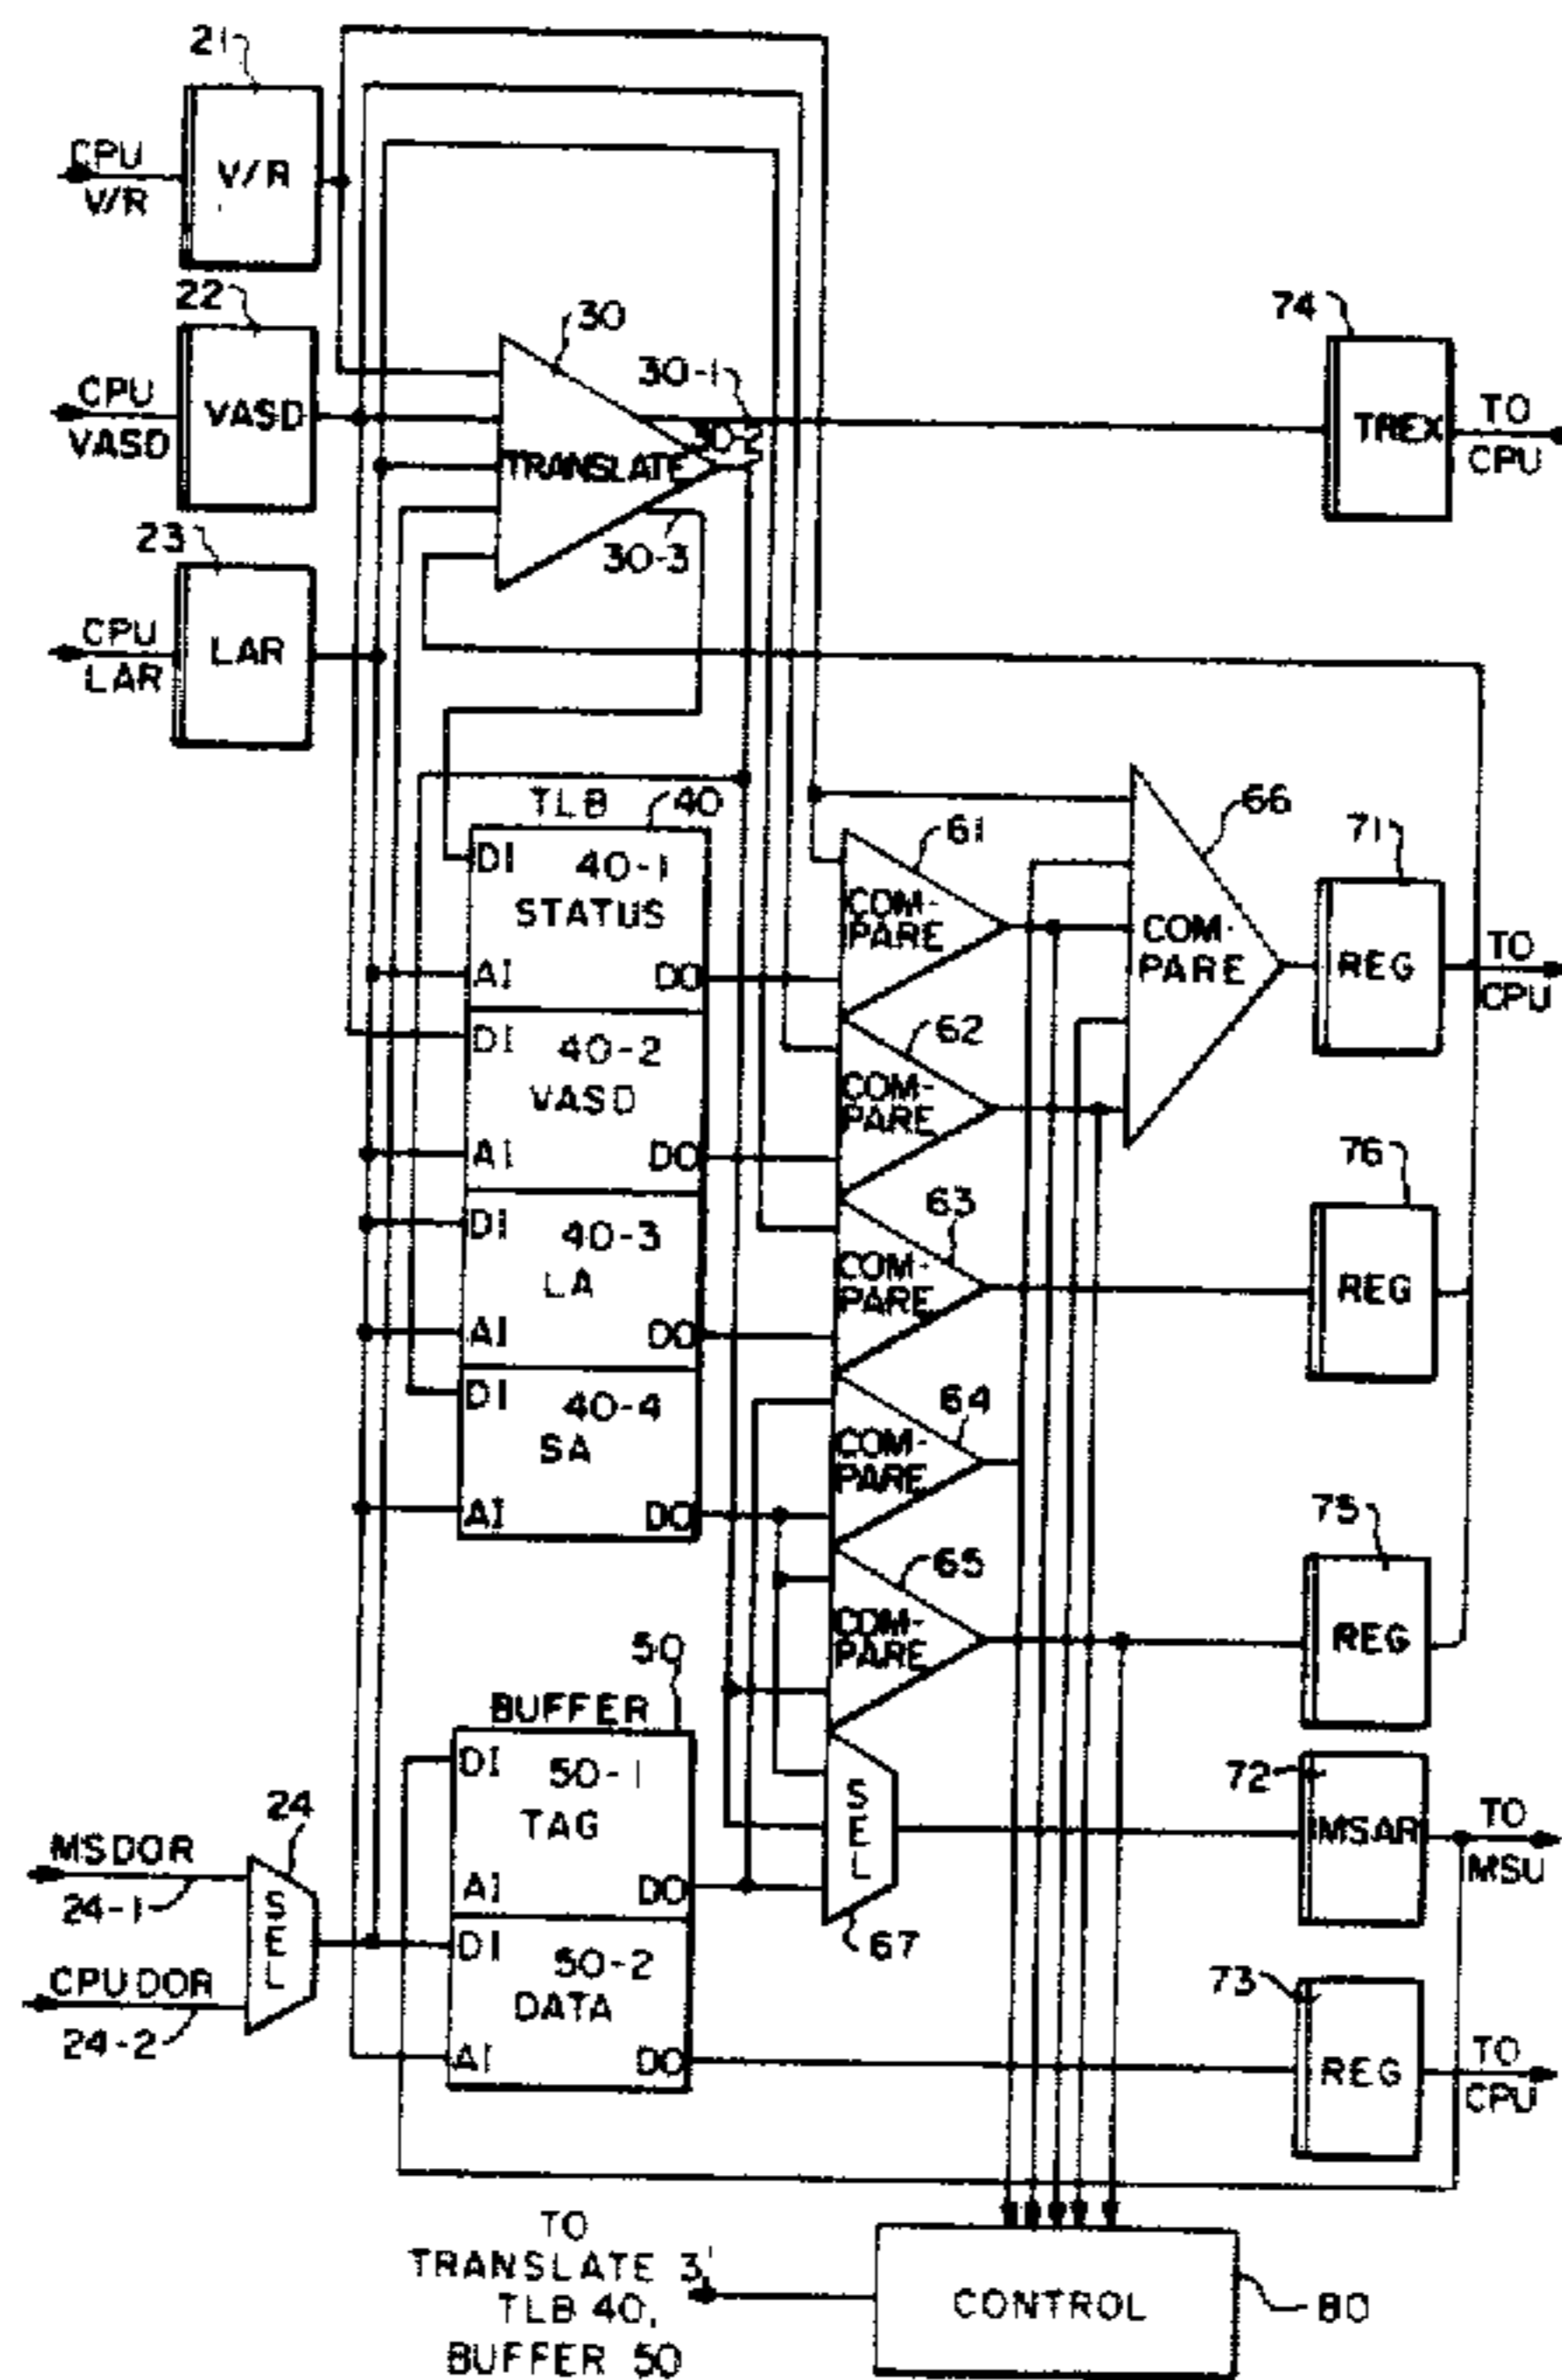 21
CPU
V/R
V/R
22
CPU
VASD
VASD
23
CPU
LAR
LAR
30
TRANSLATE
30-1
30-2
30-3
74
TREX
TO
CPU
TLB
40
DI
40-1
STATUS
AI
DO
DI
40-2
VASD
AI
DO
DI
40-3
LA
AI
DO
DI
40-4
SA
AI
DO
61
COM-
PARE
62
COM-
PARE
63
COM-
PARE
64
COM-
PARE
65
COM-
PARE
66
COM-
PARE
71
REG
TO
CPU
76
REG
75
REG
50
BUFFER
DI
50-1
TAG
AI
DO
DI
50-2
DATA
AI
DO
24
MSDOR
24-1
SEL
CPUDOR
24-2
SEL
67
72
MSAR
TO
MSU
73
REG
TO
CPU
TO
TRANSLATE
TLB 40,
BUFFER 50
CONTROL
80